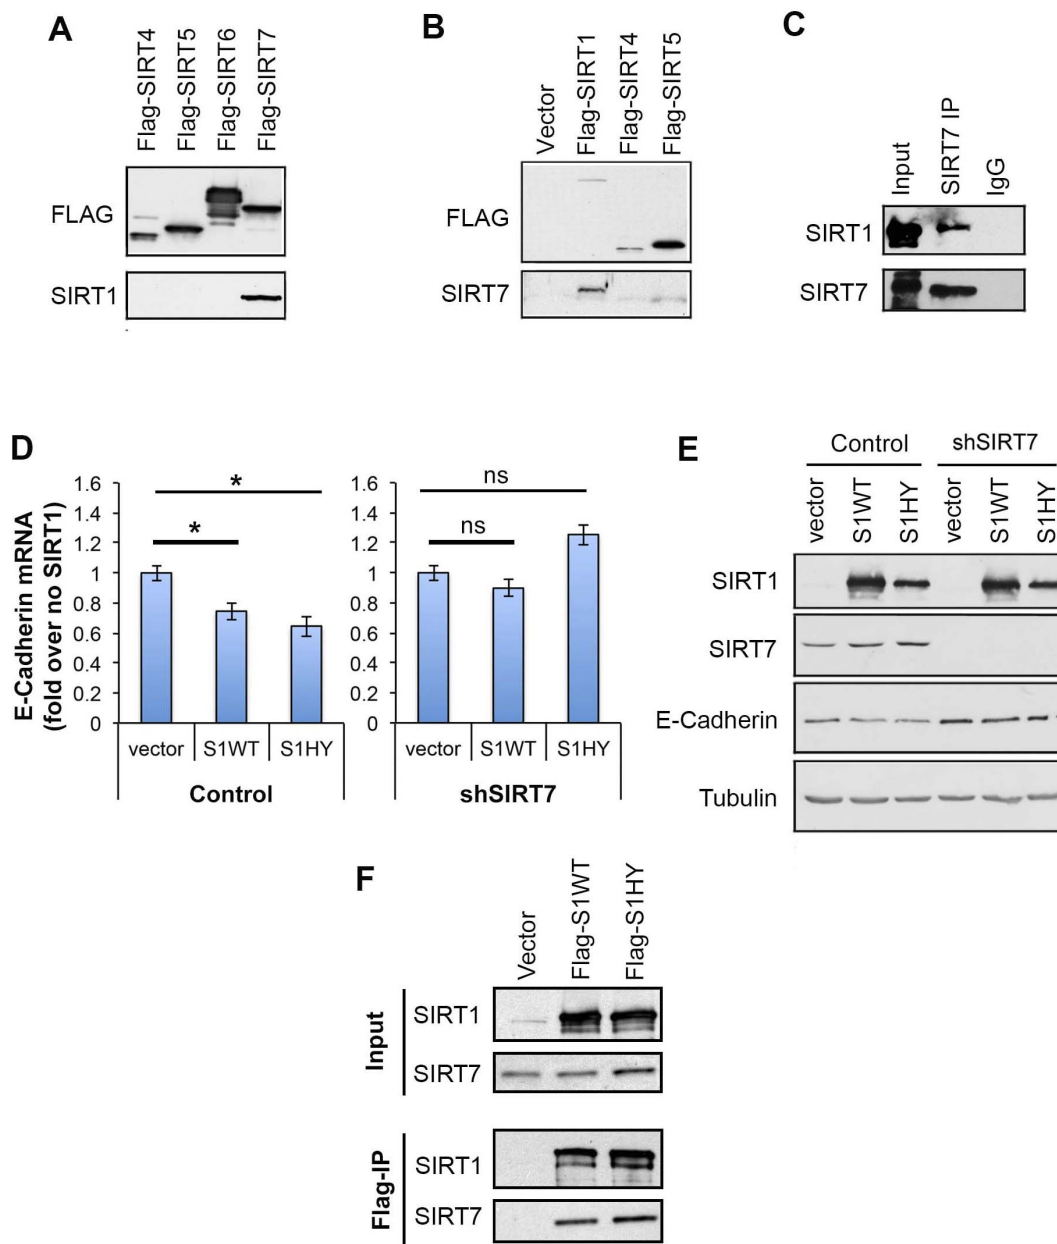 A
Flag-SIRT4
Flag-SIRT5
Flag-SIRT6
Flag-SIRT7
FLAG
SIRT1
B
Vector
Flag-SIRT1
Flag-SIRT4
Flag-SIRT5
FLAG
SIRT7
C
Input
SIRT7 IP
IgG
SIRT1
SIRT7
D
E-Cadherin mRNA
(fold over no SIRT1)
1.6
1.4
1.2
1
0.8
0.6
0.4
0.2
0
*
*
vector
S1WT
S1HY
Control
1.6
1.4
1.2
1
0.8
0.6
0.4
0.2
0
ns
ns
vector
S1WT
S1HY
shSIRT7
E
Control
shSIRT7
vector
S1WT
S1HY
vector
S1WT
S1HY
SIRT1
SIRT7
E-Cadherin
Tubulin
F
Vector
Flag-S1WT
Flag-S1HY
Input
SIRT1
SIRT7
Flag-IP
SIRT1
SIRT7